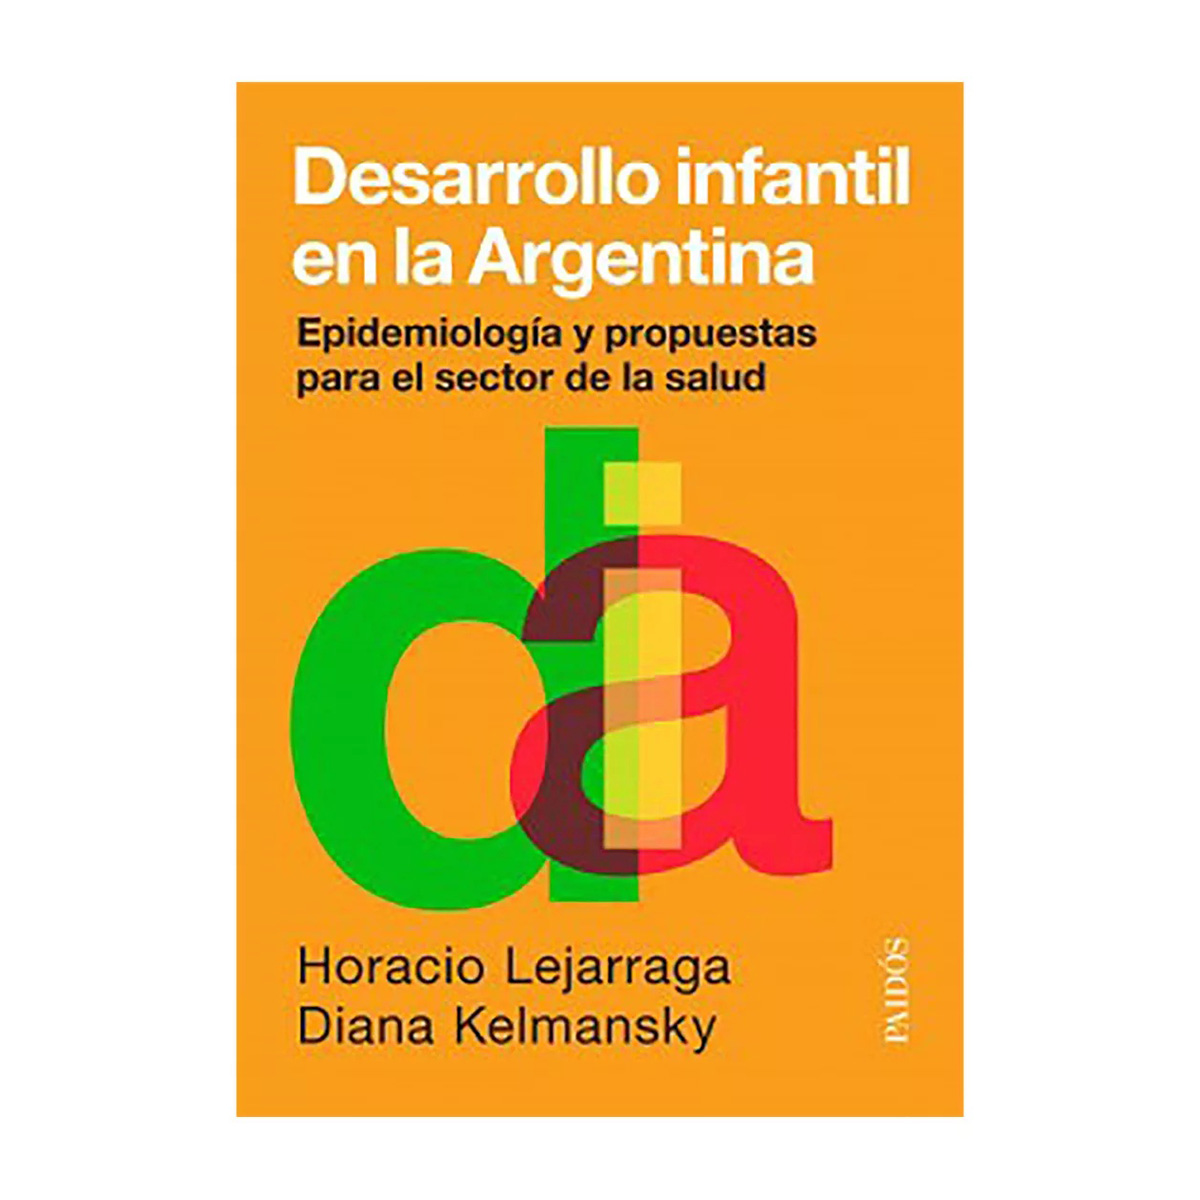 Desarrollo infantil
en la Argentina
Epidemiología y propuestas
para el sector de la salud
dia
Horacio Lejarraga
Diana Kelmansky
PAIDÓS